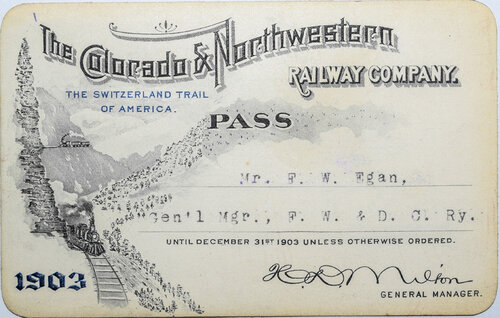 The Colorado & Northwestern
RAILWAY COMPANY.
THE SWITZERLAND TRAIL
OF AMERICA.
PASS
Mr. F. W. Egan,
Gen'l Mgr., F. W. & D. C. Ry.
UNTIL DECEMBER 31ST 1903 UNLESS OTHERWISE ORDERED.
1903
GENERAL MANAGER.